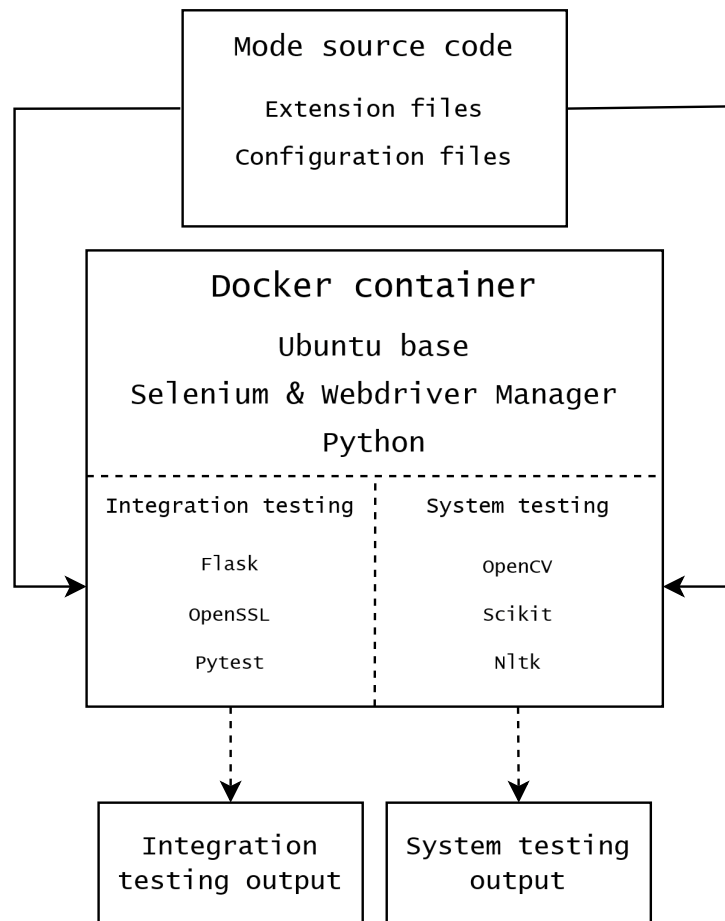 Mode source code
Extension files
Configuration files
Docker container
Ubuntu base
Selenium & Webdriver Manager
Python
Integration testing
Flask
OpenSSL
Pytest
System testing
OpenCV
Scikit
Nltk
Integration
testing output
System testing
output